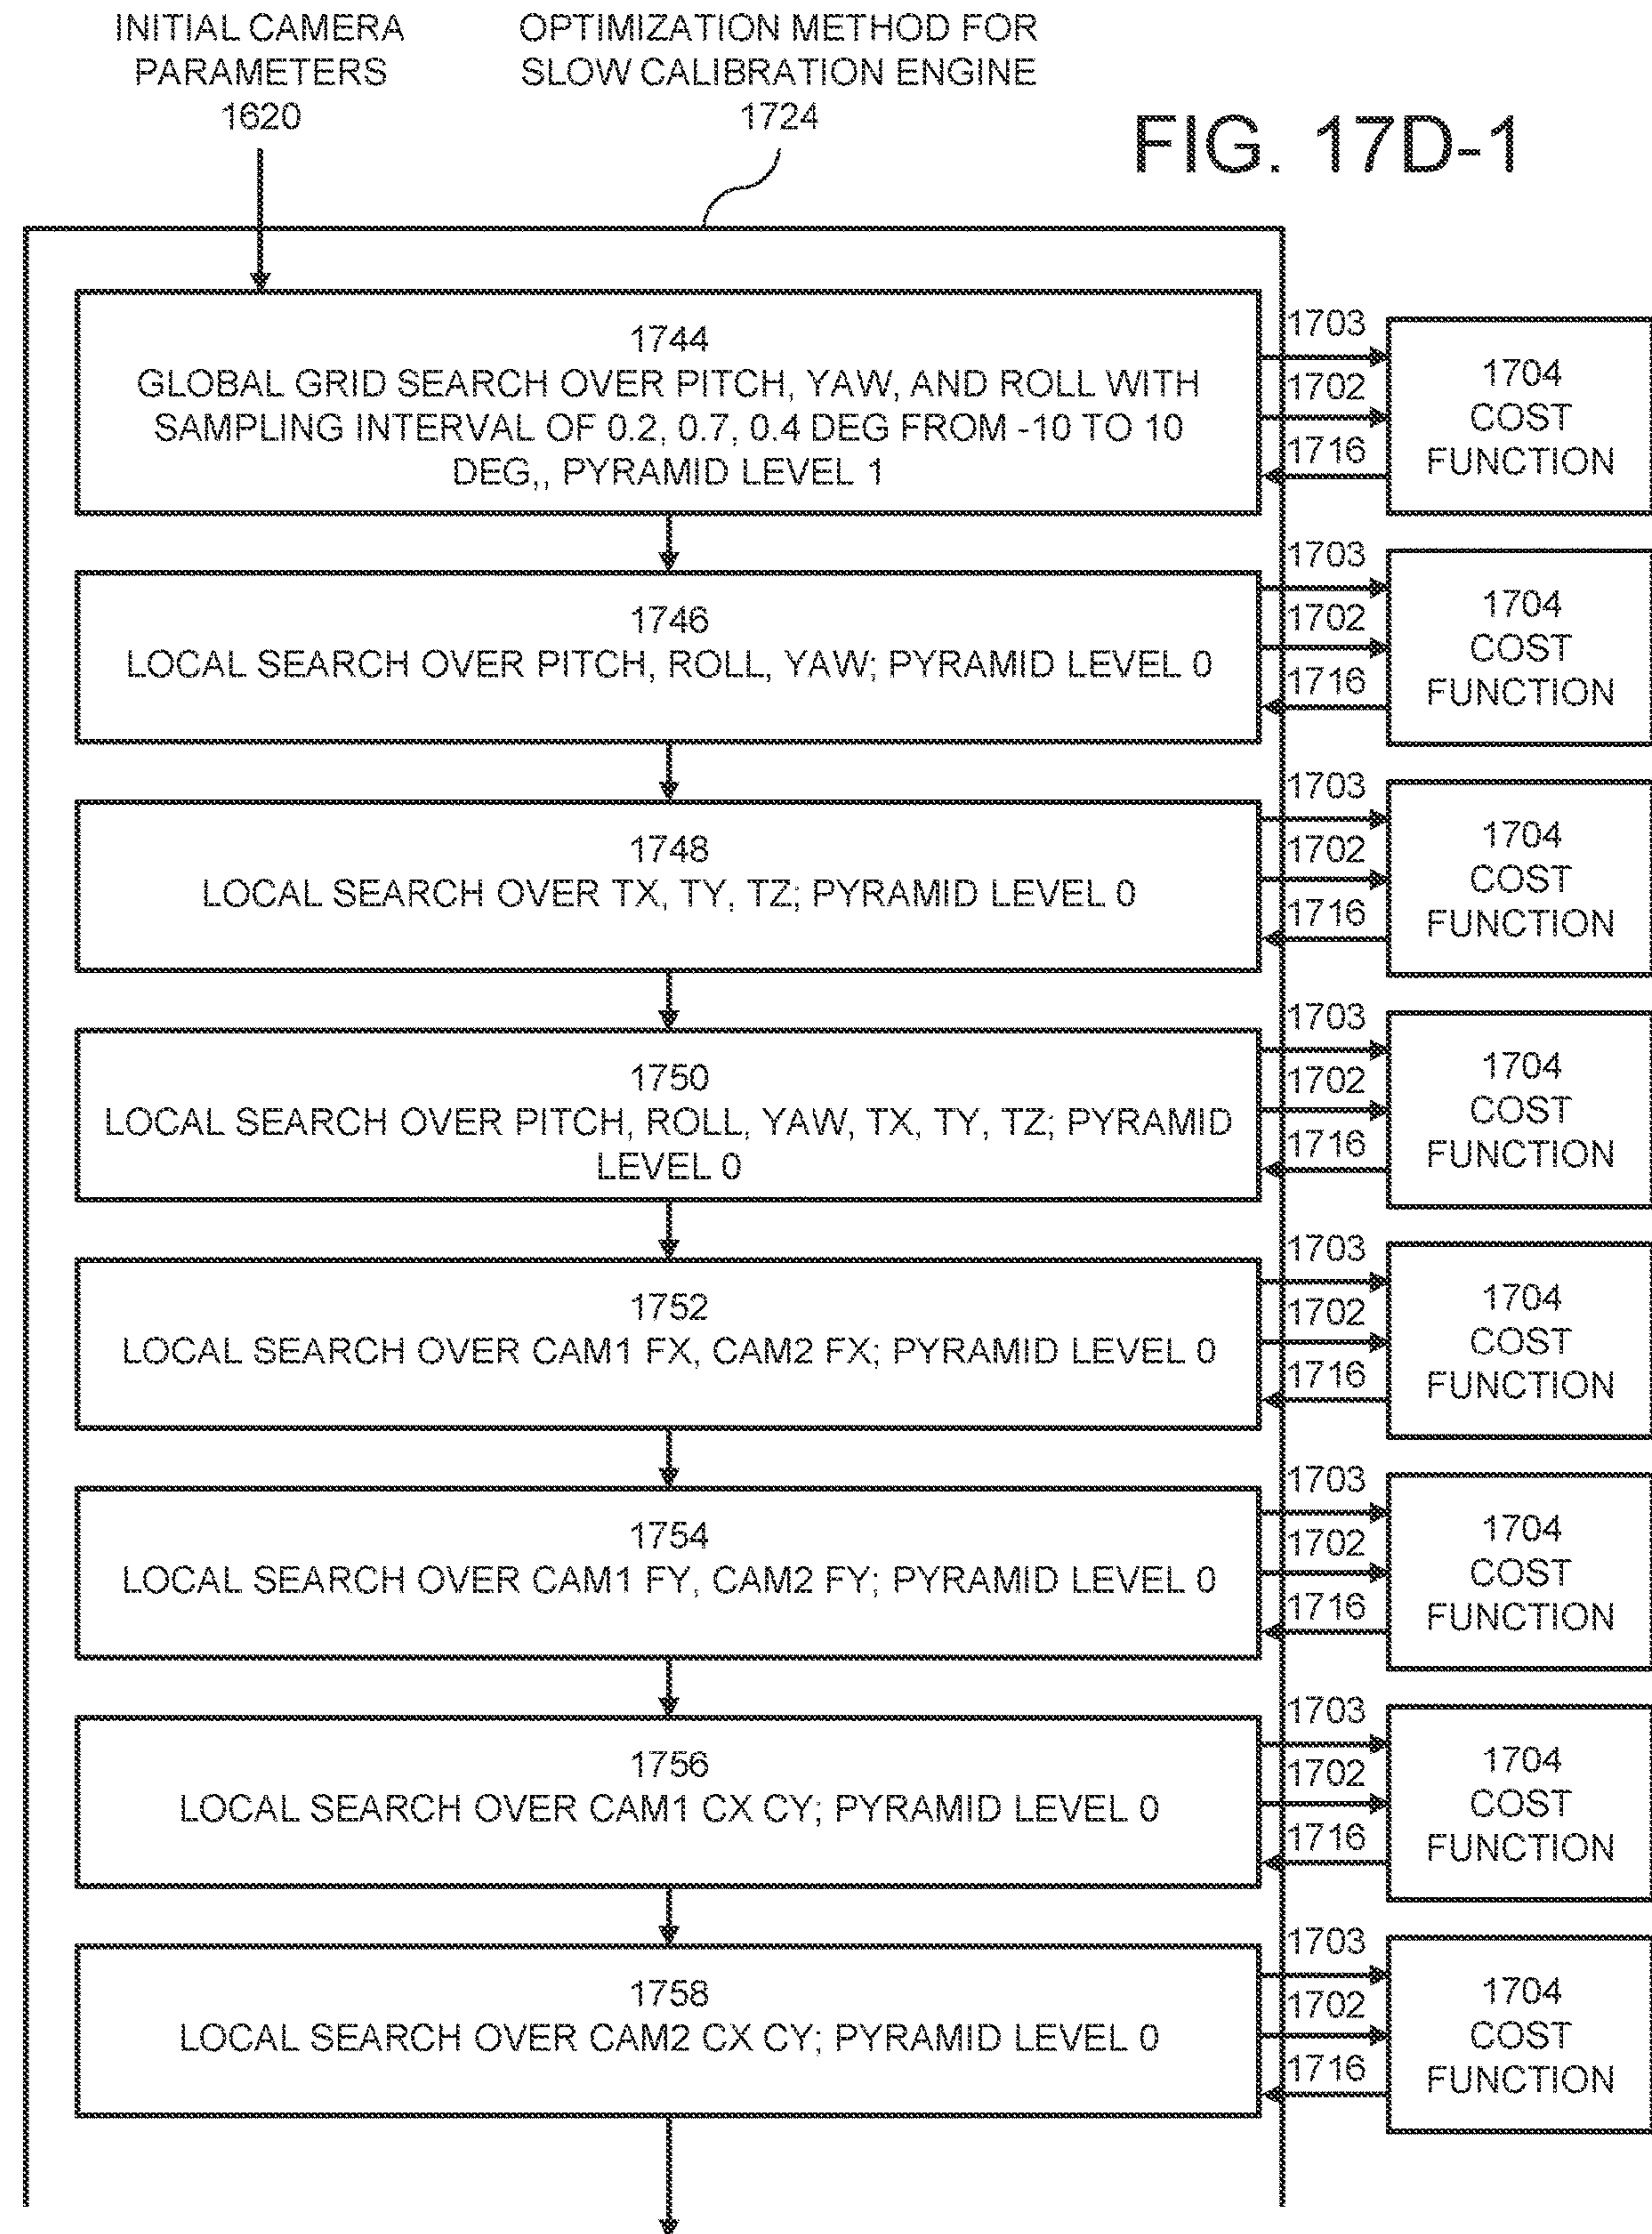 INITIAL CAMERA
PARAMETERS
1620
OPTIMIZATION METHOD FOR
SLOW CALIBRATION ENGINE
1724
FIG. 17D-1
1744
GLOBAL GRID SEARCH OVER PITCH, YAW, AND ROLL WITH
SAMPLING INTERVAL OF 0.2, 0.7, 0.4 DEG FROM -10 TO 10
DEG,, PYRAMID LEVEL 1
1703
1702
1716
1704
COST
FUNCTION
1746
LOCAL SEARCH OVER PITCH, ROLL, YAW; PYRAMID LEVEL 0
1703
1702
1716
1704
COST
FUNCTION
1748
LOCAL SEARCH OVER TX, TY, TZ; PYRAMID LEVEL 0
1703
1702
1716
1704
COST
FUNCTION
1750
LOCAL SEARCH OVER PITCH, ROLL, YAW, TX, TY, TZ; PYRAMID
LEVEL 0
1703
1702
1716
1704
COST
FUNCTION
1752
LOCAL SEARCH OVER CAM1 FX, CAM2 FX; PYRAMID LEVEL 0
1703
1702
1716
1704
COST
FUNCTION
1754
LOCAL SEARCH OVER CAM1 FY, CAM2 FY; PYRAMID LEVEL 0
1703
1702
1716
1704
COST
FUNCTION
1756
LOCAL SEARCH OVER CAM1 CX CY; PYRAMID LEVEL 0
1703
1702
1716
1704
COST
FUNCTION
1758
LOCAL SEARCH OVER CAM2 CX CY; PYRAMID LEVEL 0
1703
1702
1716
1704
COST
FUNCTION